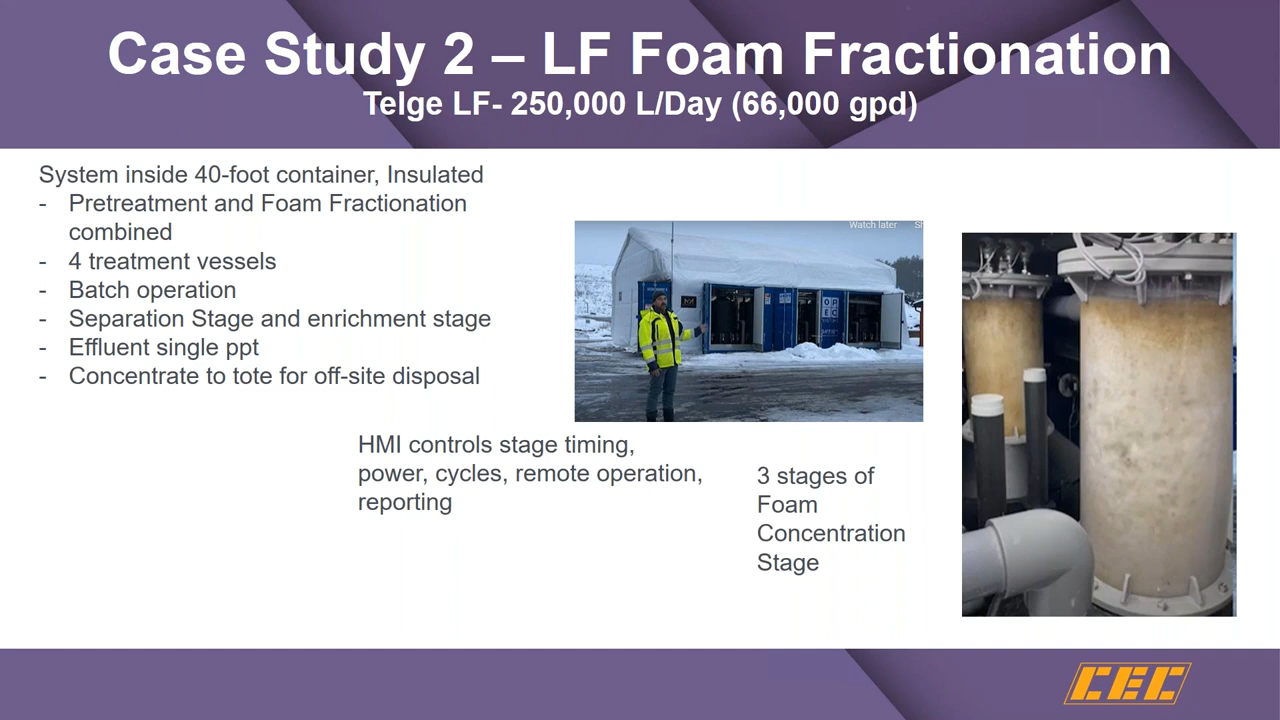 Case Study 2 – LF Foam Fractionation
Telge LF- 250,000 L/Day (66,000 gpd)
System inside 40-foot container, Insulated
- Pretreatment and Foam Fractionation
combined
- 4 treatment vessels
- Batch operation
- Separation Stage and enrichment stage
- Effluent single ppt
- Concentrate to tote for off-site disposal
Watch later
HMI controls stage timing,
power, cycles, remote operation,
reporting
3 stages of
Foam
Concentration
Stage
CEC